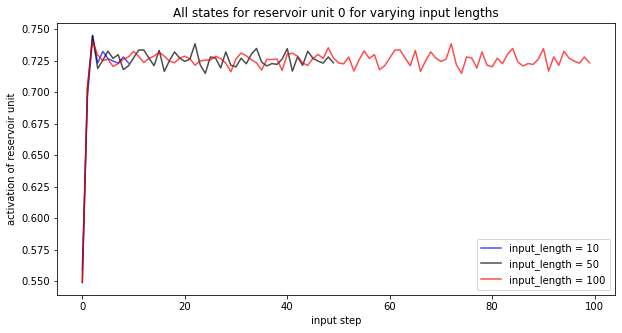 All states for reservoir unit 0 for varying input lengths
activation of reservoir unit
0.750
0.725
0.700
0.675
0.650
0.625
0.600
0.575
0.550
input_length = 10
input_length = 50
input_length = 100
0 20 40 60 80 100
input step